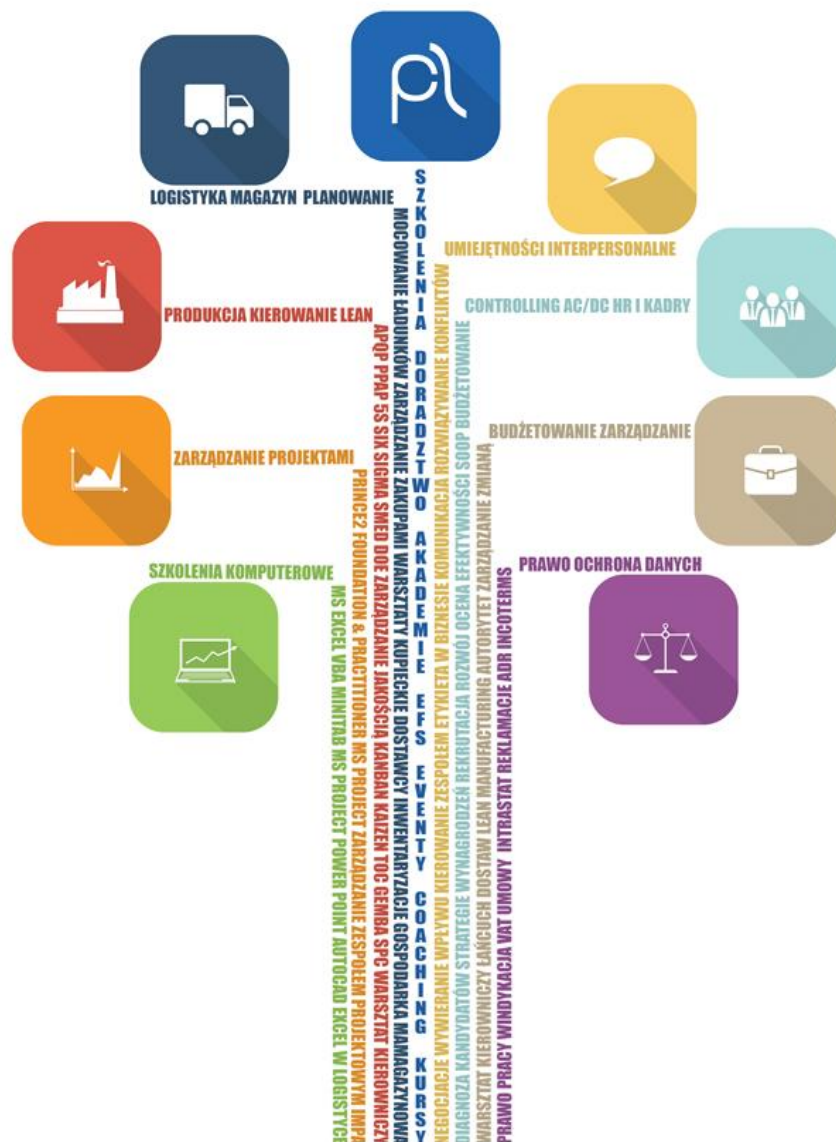 pl
LOGISTYKA MAGAZYN PLANOWANIE
UMIEJĘTNOŚCI INTERPERSONALNE
PRODUKCJA KIEROWANIE LEAN
CONTROLLING AC/DC HR I KADRY
ZARZĄDZANIE PROJEKTAMI
BUDŻETOWANIE ZARZĄDZANIE
SZKOLENIA KOMPUTEROWE
PRAWO OCHRONA DANYCH
MS EXCEL VBA MINITAB MS PROJECT POWER POINT AUTOCAD EXCEL W LOGISTYCE
PRINCE2 FOUNDATION & PRACTITIONER MS PROJECT ZARZĄDZANIE ZESPOŁEM PROJEKTOWYM IMPA
APQP PPAP 5S SIX SIGMA SMED DOE ZARZĄDZANIE JAKOŚCIĄ KANBAN KAIZEN TOC GEMBA SPC WARSZTAT KIEROWNICZY
MOCOWANIE ŁADUNKÓW ZARZĄDZANIE ZAKUPAMI WARSZTATY KUPIECKIE DOSTAWCY INWENTARYZACJE GOSPODARKA MAMAGAZYNOWA
SZKOLENIA DORADZTWO AKADEMIE EFS EVENTY COACHING KURSY
NEGOCJACJE WYWIERANIE WPŁYWU KIEROWANIE ZESPOŁEM ETYKIETA W BIZNESIE KOMUNIKACJA ROZWIĄZYWANIE KONFLIKTÓW
DIAGNOZA KANDYDATÓW STRATEGIE WYNAGRODZEŃ REKRUTACJA ROZWÓJ OCENA EFEKTYWNOŚCI SOOP BUDŻETOWANIE
WARSZTAT KIEROWNICZY ŁAŃCUCH DOSTAW LEAN MANUFACTURING AUTORYTET ZARZĄDZANIE ZMIANĄ
PRAWO PRACY WINDYKACJA VAT UMOWY INTRASTAT REKLAMACJE ADR INCOTERMS